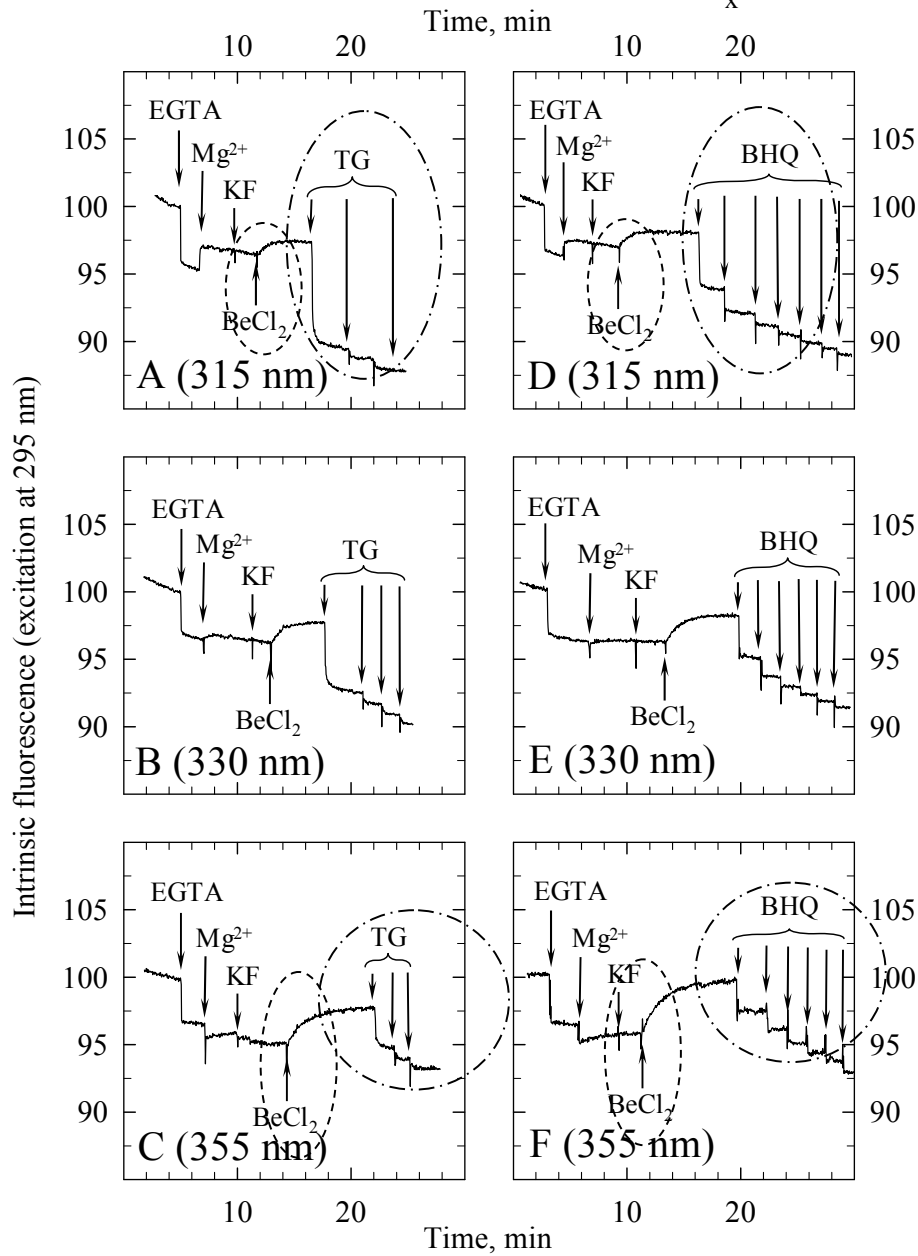 x
Time, min
10 20 10 20
EGTA
Mg²⁺
KF
TG
BeCl₂
105
100
95
90
A (315 nm)
EGTA
Mg²⁺
KF
BHQ
BeCl₂
105
100
95
90
D (315 nm)
Intrinsic fluorescence (excitation at 295 nm)
EGTA
Mg²⁺
KF
TG
BeCl₂
105
100
95
90
B (330 nm)
EGTA
Mg²⁺
KF
BHQ
BeCl₂
105
100
95
90
E (330 nm)
EGTA
Mg²⁺
KF
TG
BeCl₂
105
100
95
90
C (355 nm)
EGTA
Mg²⁺
KF
BHQ
BeCl₂
105
100
95
90
F (355 nm)
10 20 10 20
Time, min